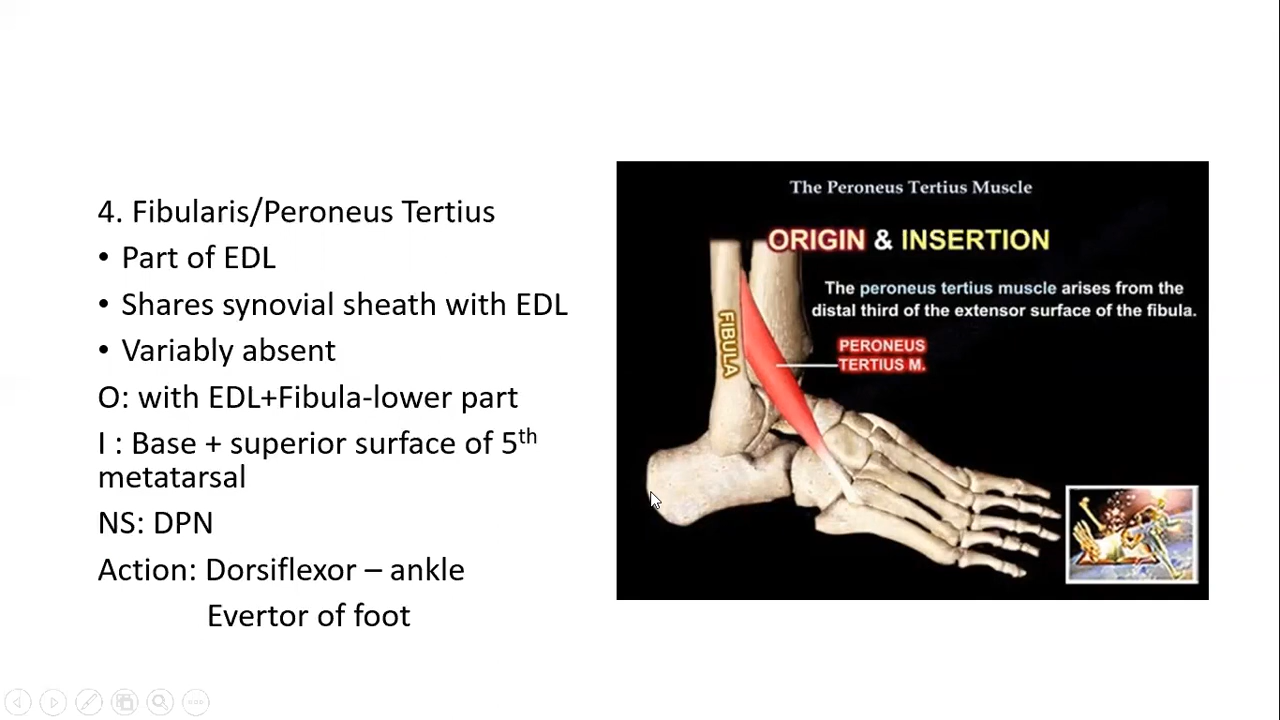 4. Fibularis/Peroneus Tertius
• Part of EDL
• Shares synovial sheath with EDL
• Variably absent
O: with EDL+Fibula-lower part
I : Base + superior surface of 5th
metatarsal
NS: DPN
Action: Dorsiflexor – ankle
Evertor of foot
The Peroneus Tertius Muscle
ORIGIN & INSERTION
The peroneus tertius muscle arises from the
distal third of the extensor surface of the fibula.
FIBULA
PERONEUS
TERTIUS M.